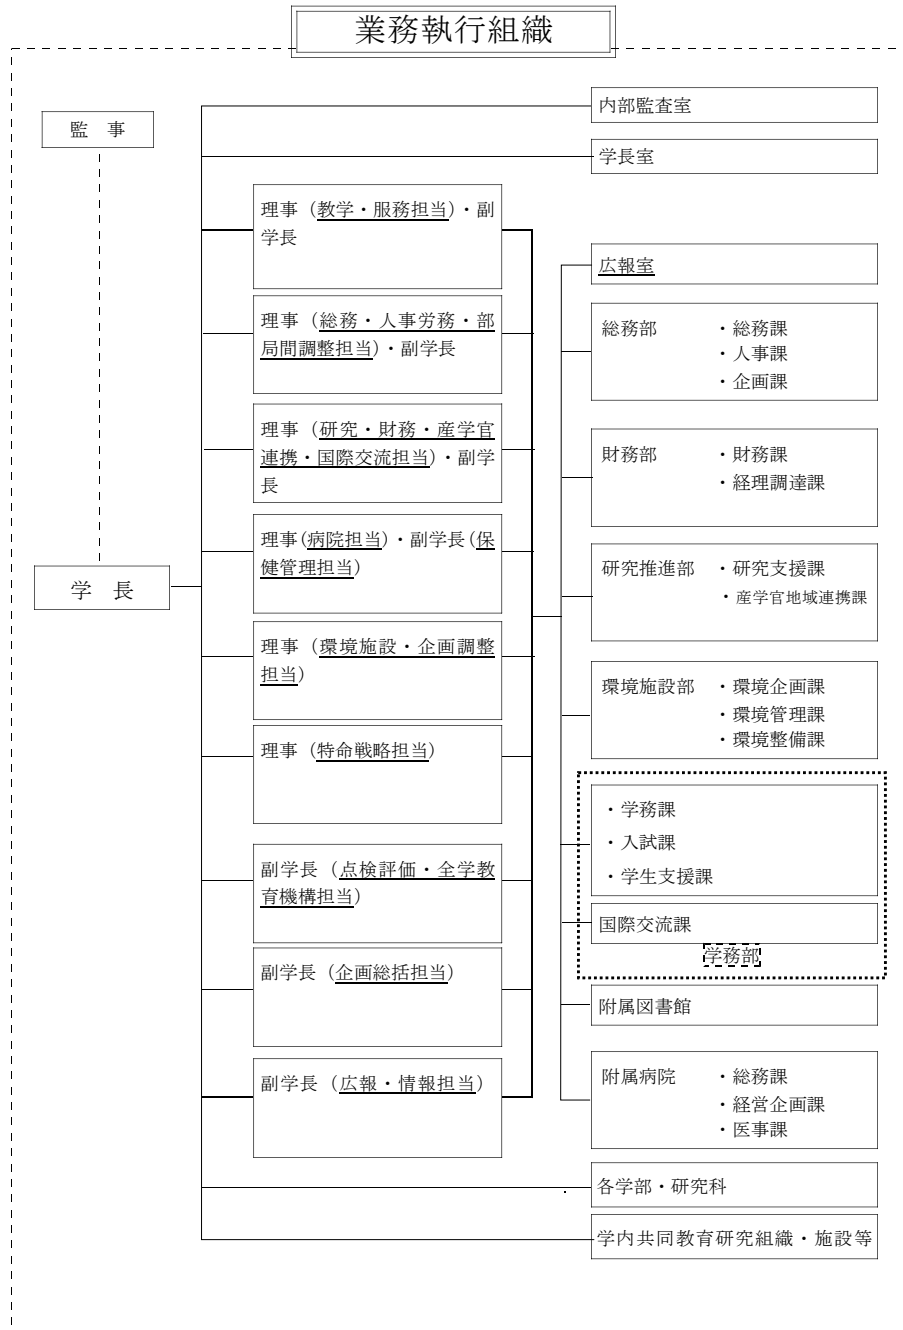 業務執行組織
監　事
学　長
理事（教学・服務担当）・副
学長
理事（総務・人事労務・部
局間調整担当）・副学長
理事（研究・財務・産学官
連携・国際交流担当）・副学
長
理事（病院担当）・副学長（保
健管理担当）
理事（環境施設・企画調整
担当）
理事（特命戦略担当）
副学長（点検評価・全学教
育機構担当）
副学長（企画総括担当）
副学長（広報・情報担当）
内部監査室
学長室
広報室
総務部　・総務課
・人事課
・企画課
財務部　・財務課
・経理調達課
研究推進部　・研究支援課
・産学官地域連携課
環境施設部　・環境企画課
・環境管理課
・環境整備課
・学務課
・入試課
・学生支援課
国際交流課
学務部
附属図書館
附属病院　・総務課
・経営企画課
・医事課
各学部・研究科
学内共同教育研究組織・施設等